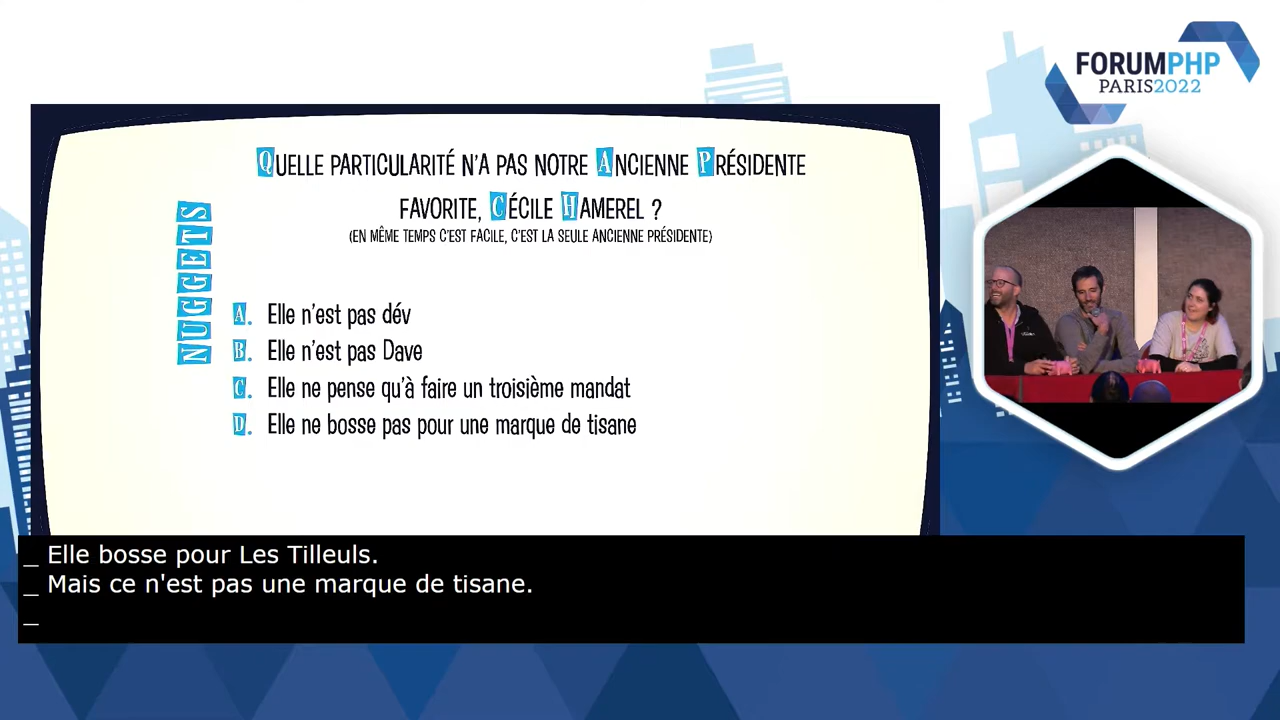 FORUMPHP
PARIS2022
QUELLE PARTICULARITÉ N'A PAS NOTRE ANCIENNE PRÉSIDENTE
FAVORITE, CÉCILE HAMEREL ?
(EN MÊME TEMPS C'EST FACILE, C'EST LA SEULE ANCIENNE PRÉSIDENTE)
NUGGETS
A. Elle n'est pas dév
B. Elle n'est pas Dave
C. Elle ne pense qu'à faire un troisième mandat
D. Elle ne bosse pas pour une marque de tisane
_ Elle bosse pour Les Tilleuls.
_ Mais ce n'est pas une marque de tisane.
_